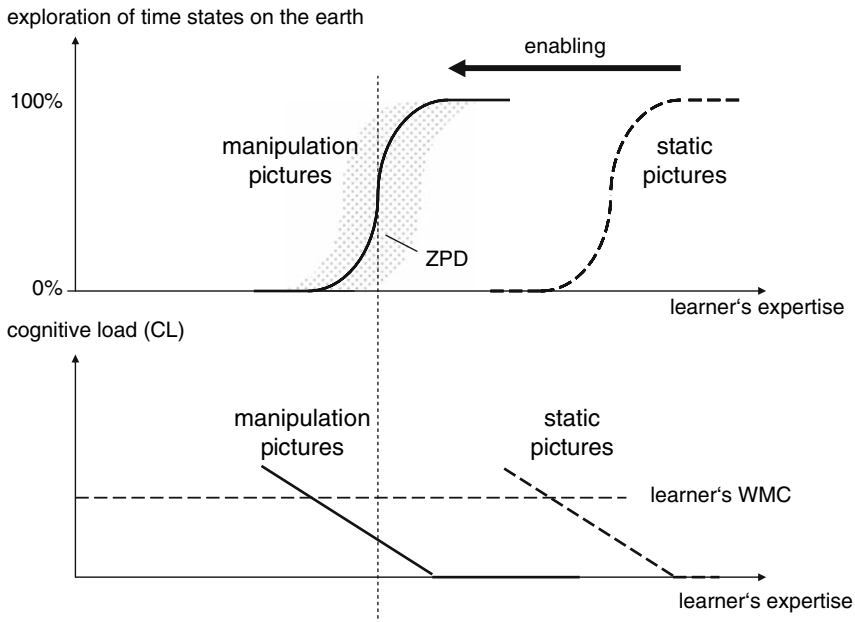 exploration of time states on the earth
enabling
100%
manipulation
pictures
static
pictures
ZPD
0%
learner‘s expertise
cognitive load (CL)
manipulation
pictures
static
pictures
learner‘s WMC
learner‘s expertise